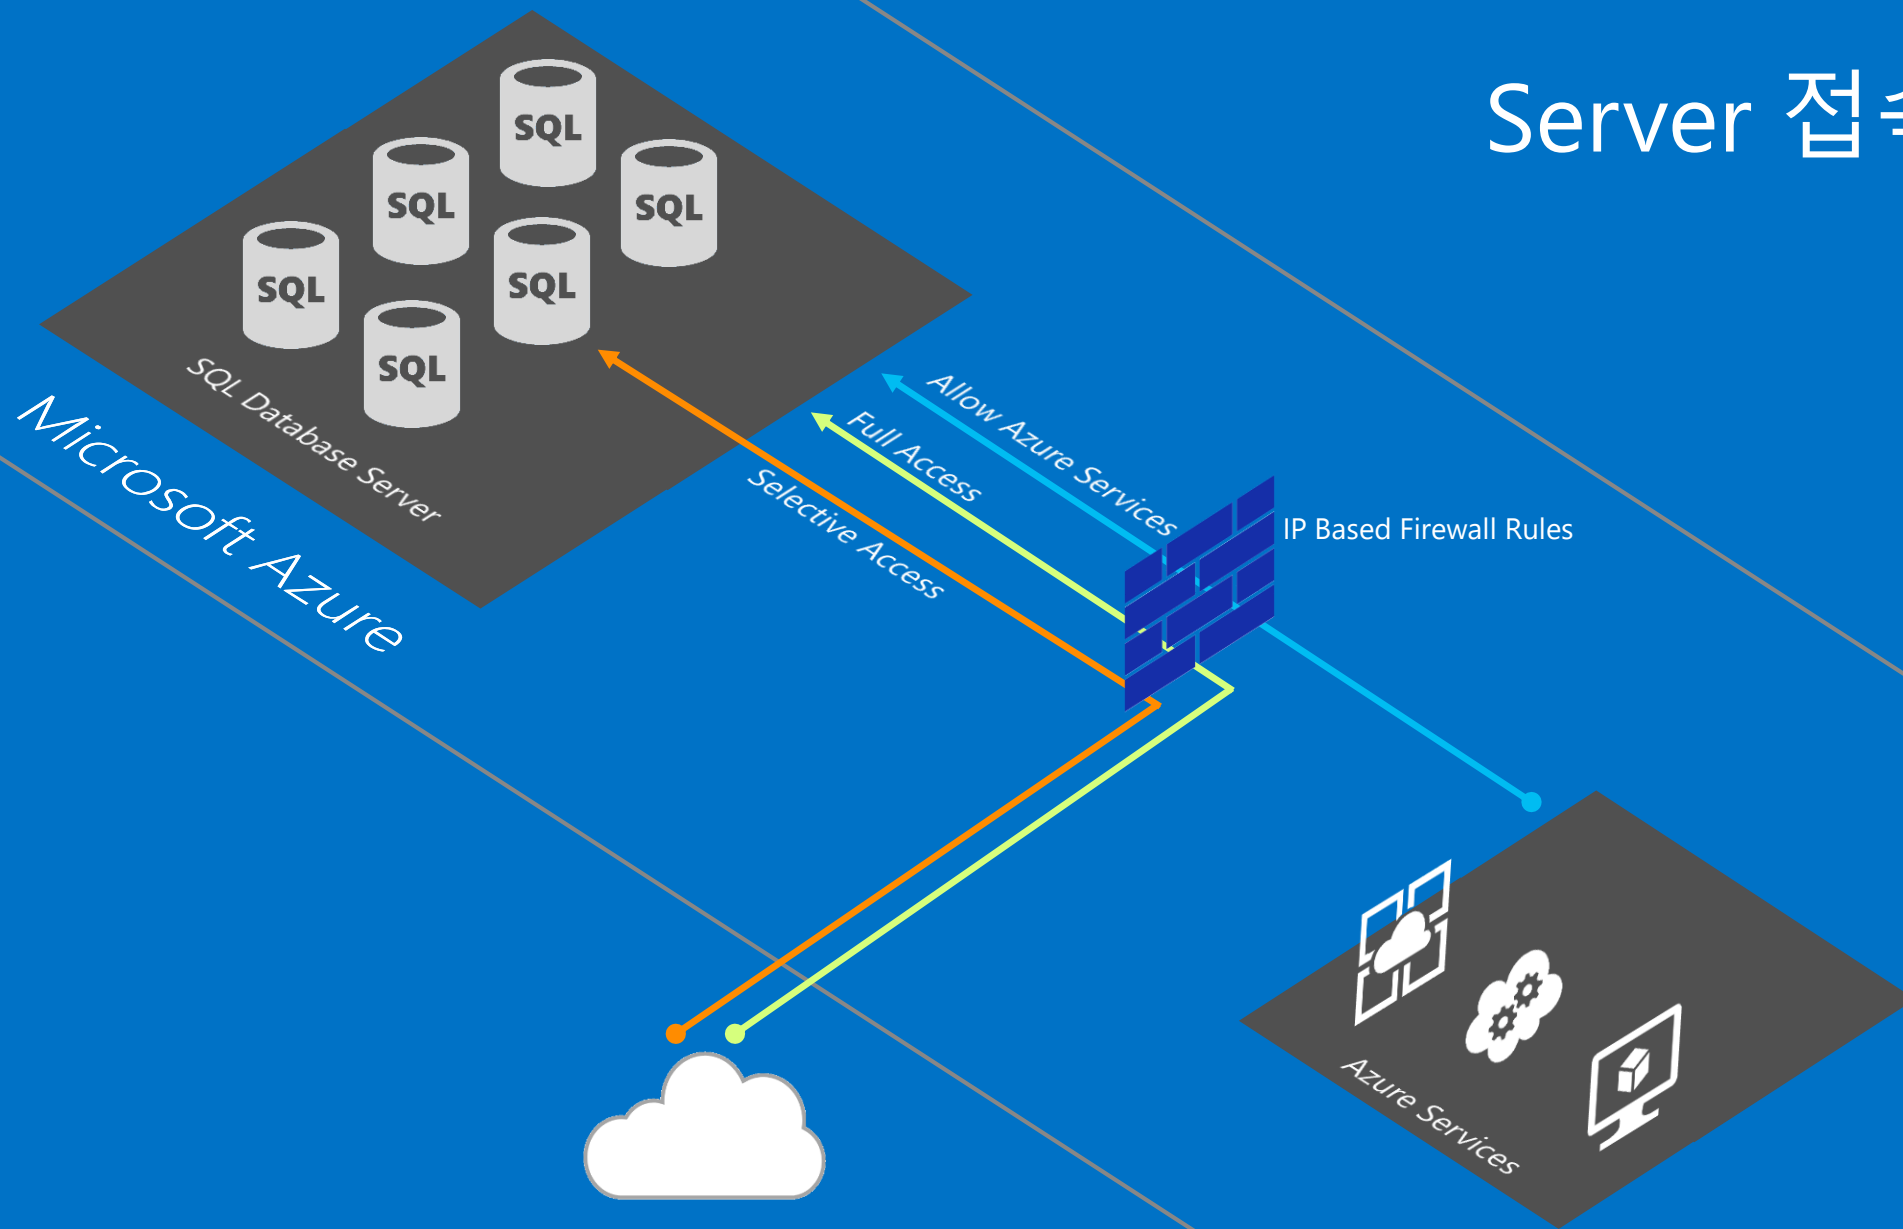 Server 접
SQL
SQL
SQL
SQL
SQL
SQL
SQL Database Server
Microsoft Azure
Allow Azure Services
Full Access
Selective Access
IP Based Firewall Rules
Azure Services